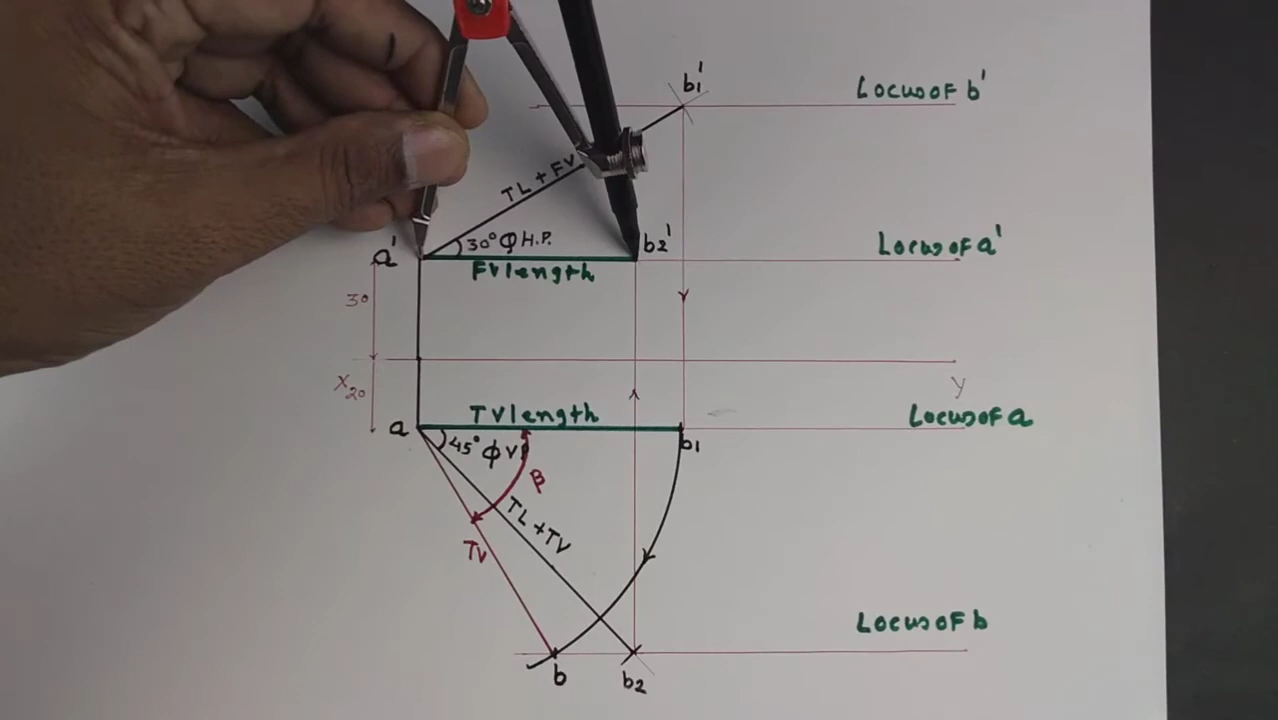 b1'
Locus of b'
TL + FV
a'
30° φ H.P.
b2'
Locus of a'
FV length
30
X
20
y
TV length
Locus of a
a
45° φ V
b1
β
TL + TV
TV
Locus of b
b
b2